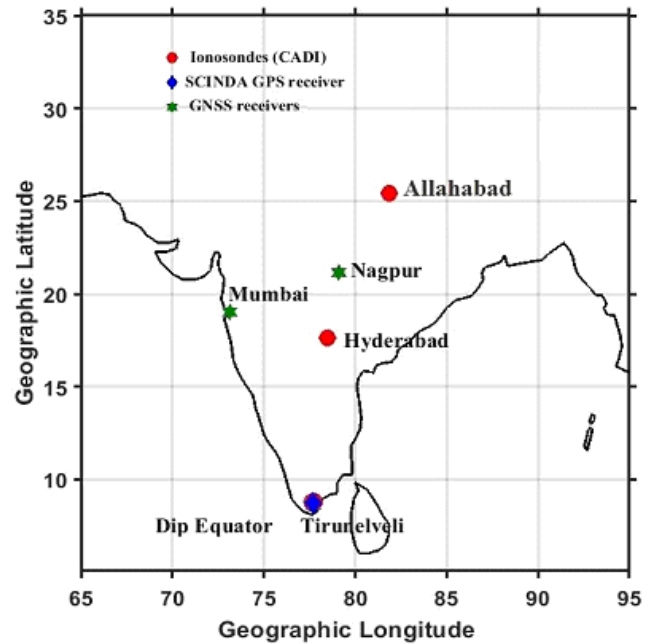 35
Ionosondes (CADI)
SCINDA GPS receiver
GNSS receivers
30
Allahabad
25
Nagpur
Mumbai
20
Hyderabad
15
10
Dip Equator Tirunelveli
65 70 75 80 85 90 95
Geographic Longitude
Geographic Latitude